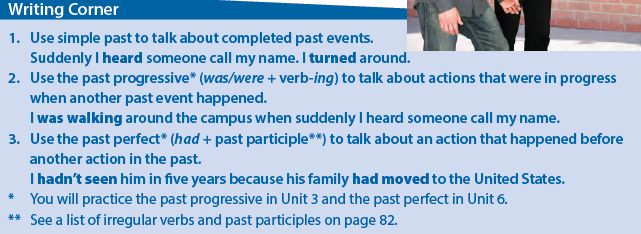 Writing Corner
1. Use simple past to talk about completed past events.
Suddenly I heard someone call my name. I turned around.
2. Use the past progressive* (was/were + verb-ing) to talk about actions that were in progress
when another past event happened.
I was walking around the campus when suddenly I heard someone call my name.
3. Use the past perfect* (had + past participle**) to talk about an action that happened before
another action in the past.
I hadn't seen him in five years because his family had moved to the United States.
* You will practice the past progressive in Unit 3 and the past perfect in Unit 6.
** See a list of irregular verbs and past participles on page 82.